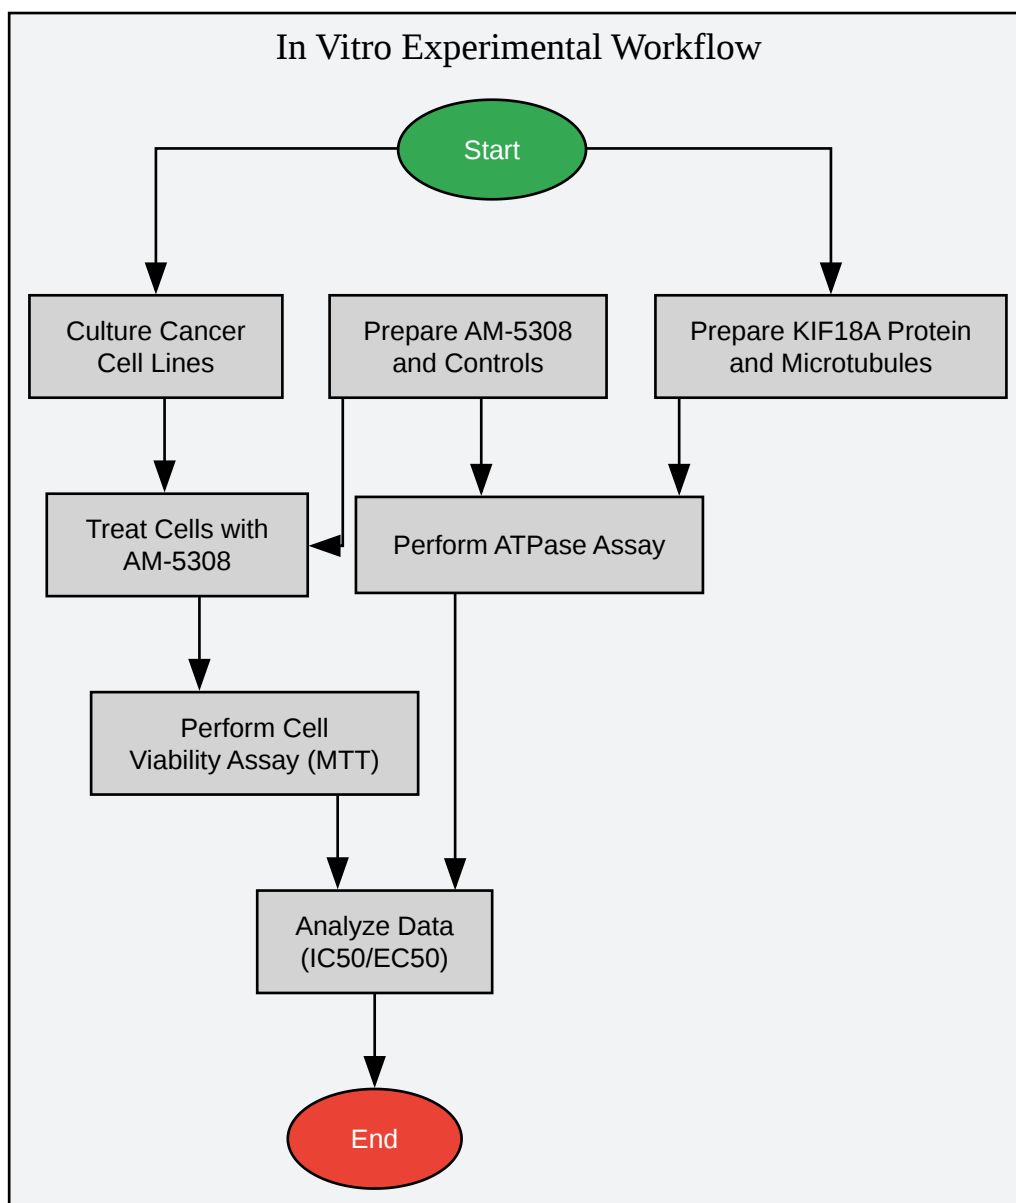 In Vitro Experimental Workflow
Start
Culture Cancer
Cell Lines
Prepare AM-5308
and Controls
Prepare KIF18A Protein
and Microtubules
Treat Cells with
AM-5308
Perform ATPase Assay
Perform Cell
Viability Assay (MTT)
Analyze Data
(IC50/EC50)
End